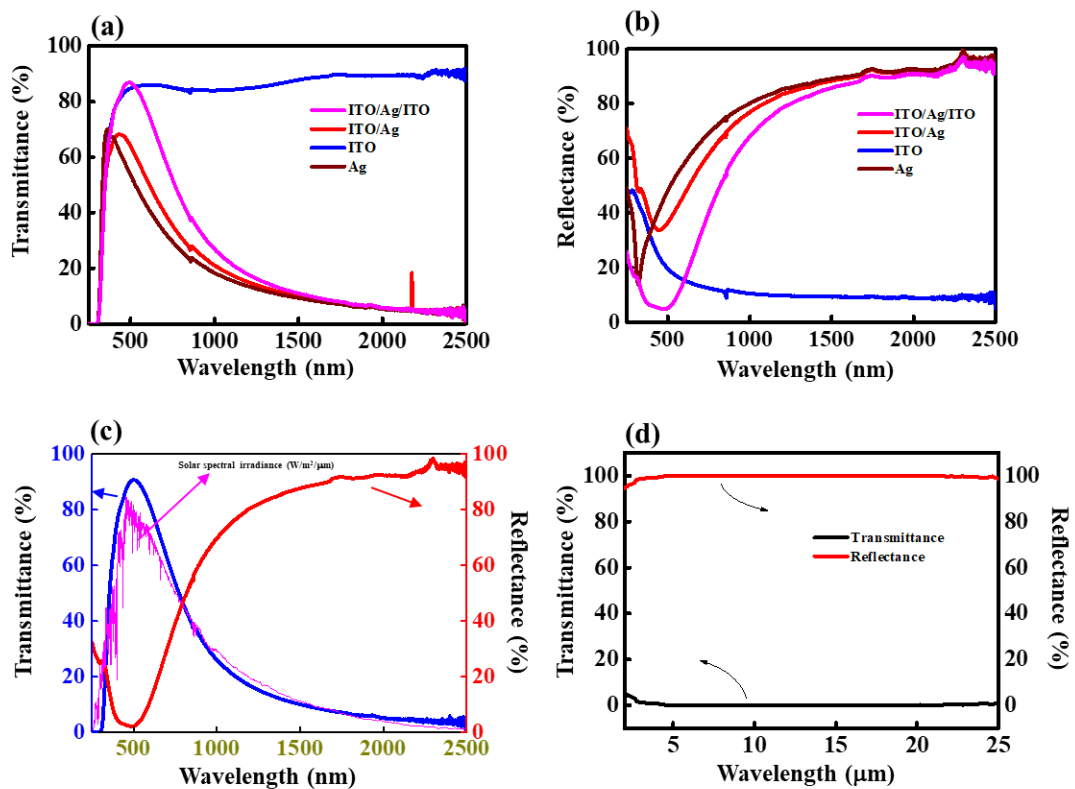 (a)
100
80
60
40
20
0
Transmittance (%)
ITO/Ag/ITO
ITO/Ag
ITO
Ag
500 1000 1500 2000 2500
Wavelength (nm)
(b)
100
80
60
40
20
0
Reflectance (%)
ITO/Ag/ITO
ITO/Ag
ITO
Ag
500 1000 1500 2000 2500
Wavelength (nm)
(c)
100
80
60
40
20
0
Transmittance (%)
Solar spectral irradiance (W/m²/μm)
100
80
60
40
20
0
Reflectance (%)
500 1000 1500 2000 2500
Wavelength (nm)
(d)
100
80
60
40
20
0
Transmittance (%)
Transmittance
Reflectance
100
80
60
40
20
0
Reflectance (%)
5 10 15 20 25
Wavelength (μm)